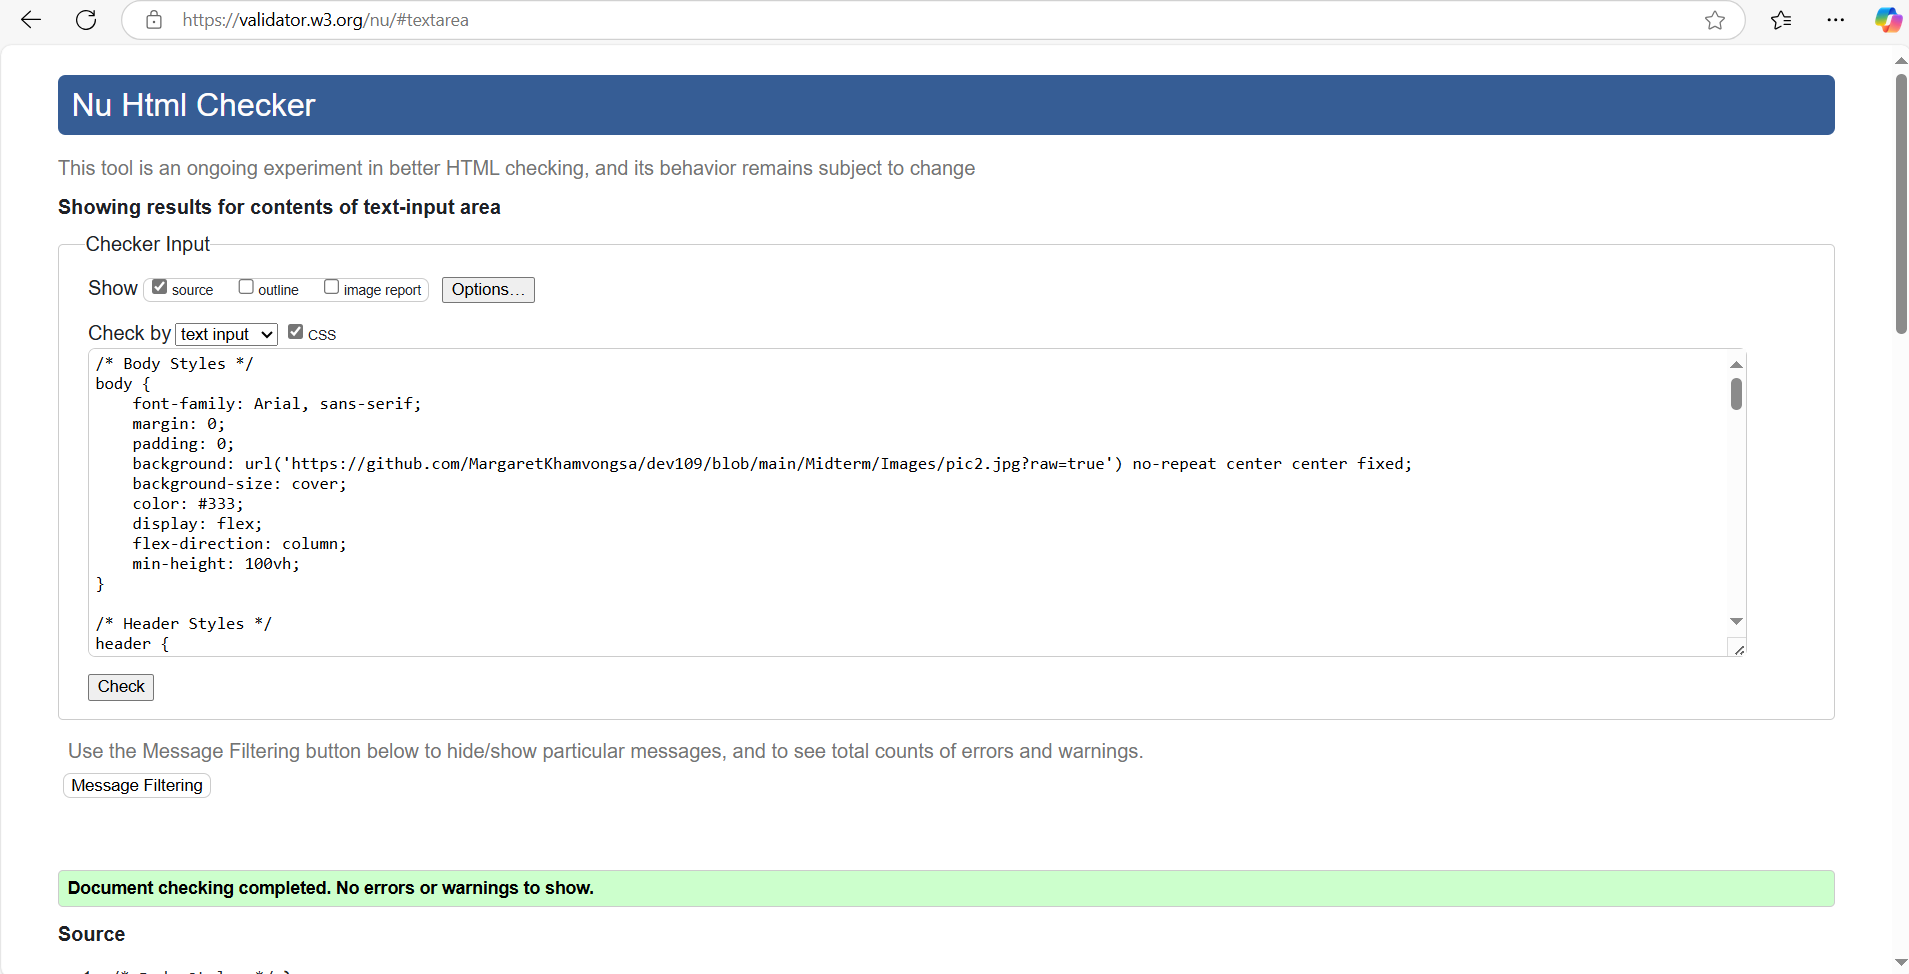 https://validator.w3.org/nu/#textarea
Nu Html Checker
This tool is an ongoing experiment in better HTML checking, and its behavior remains subject to change
Showing results for contents of text-input area
Checker Input
Show source outline image report Options...
Check by text input CSS
/* Body Styles */
body {
    font-family: Arial, sans-serif;
    margin: 0;
    padding: 0;
    background: url('https://github.com/MargaretKhamvongsa/dev109/blob/main/Midterm/Images/pic2.jpg?raw=true') no-repeat center center fixed;
    background-size: cover;
    color: #333;
    display: flex;
    flex-direction: column;
    min-height: 100vh;
}
/* Header Styles */
header {
Check
Use the Message Filtering button below to hide/show particular messages, and to see total counts of errors and warnings.
Message Filtering
Document checking completed. No errors or warnings to show.
Source